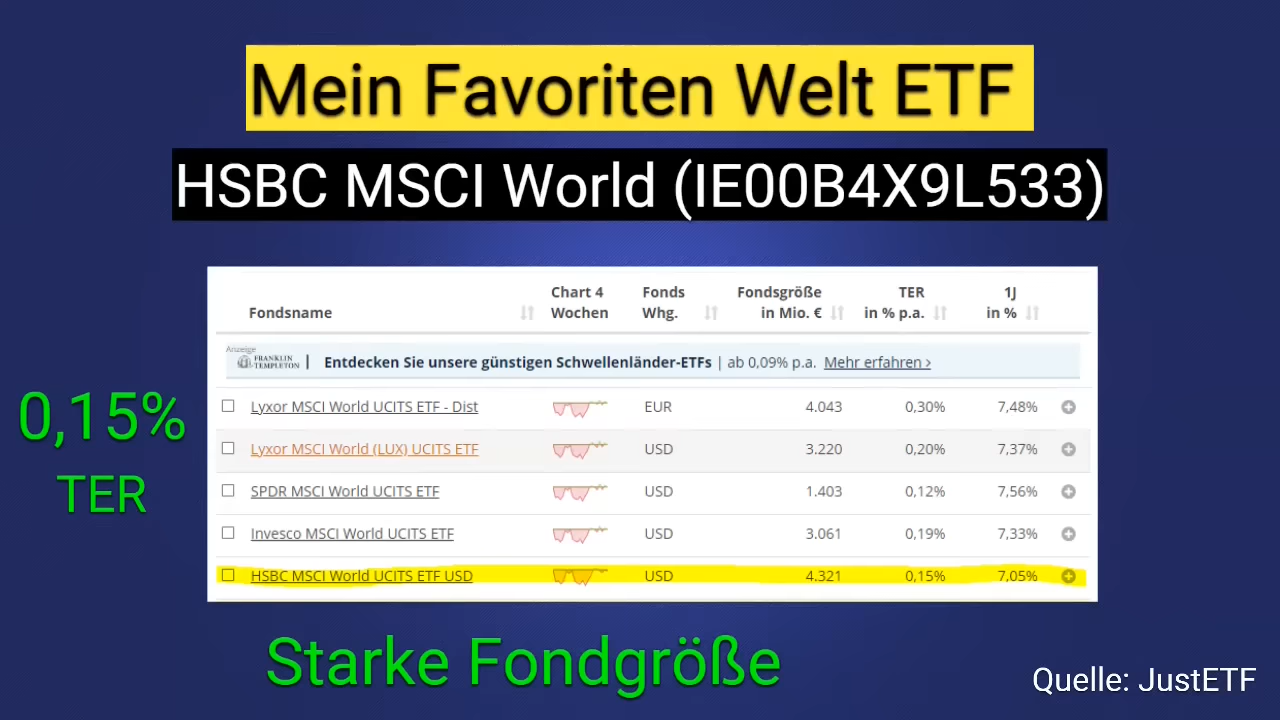 Mein Favoriten Welt ETF
HSBC MSCI World (IE00B4X9L533)
Fondsname Chart 4 Wochen Fonds Whg. Fondsgröße in Mio. € TER in % p.a. 1J in %
Anzeige
FRANKLIN TEMPLETON | Entdecken Sie unsere günstigen Schwellenländer-ETFs | ab 0,09% p.a. Mehr erfahren ›
Lyxor MSCI World UCITS ETF - Dist EUR 4.043 0,30% 7,48%
Lyxor MSCI World (LUX) UCITS ETF USD 3.220 0,20% 7,37%
SPDR MSCI World UCITS ETF USD 1.403 0,12% 7,56%
Invesco MSCI World UCITS ETF USD 3.061 0,19% 7,33%
HSBC MSCI World UCITS ETF USD USD 4.321 0,15% 7,05%
0,15%
TER
Starke Fondgröße
Quelle: JustETF